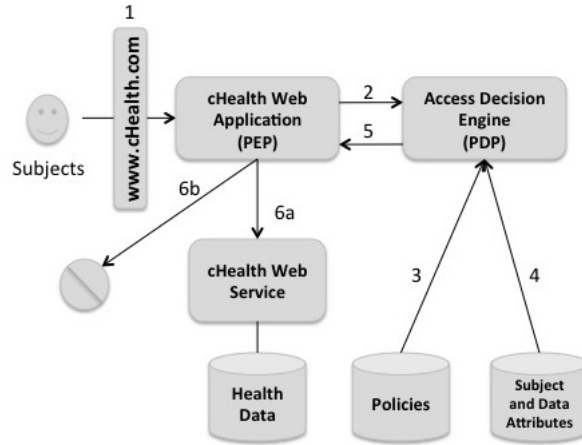 1
www.cHealth.com
Subjects
cHealth Web
Application
(PEP)
2
5
Access Decision
Engine
(PDP)
6b
6a
cHealth Web
Service
3
4
Health
Data
Policies
Subject
and Data
Attributes